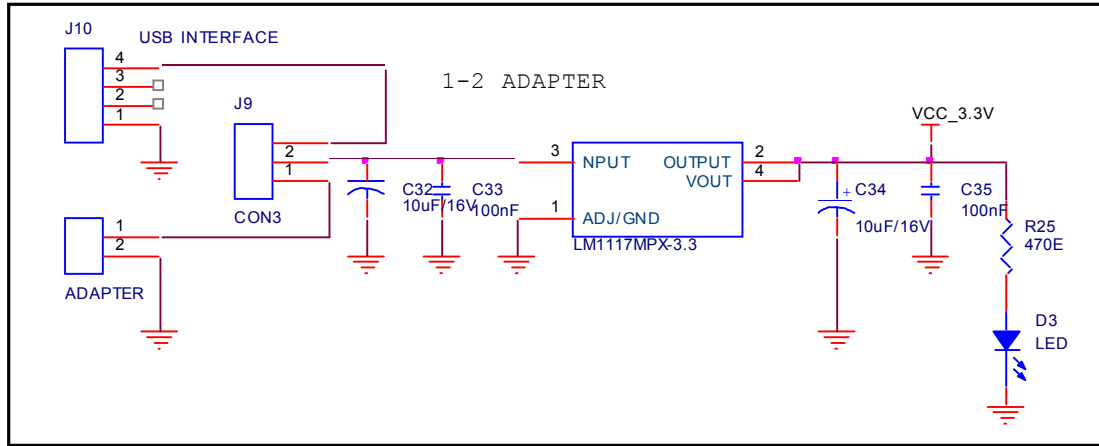 J10
USB INTERFACE
4
3
2
1
1-2 ADAPTER
J9
2
1
CON3
C32
10uF/16V
C33
100nF
3
NPUT
OUTPUT
2
VOUT
4
1
ADJ/GND
LM1117MPX-3.3
VCC_3.3V
C34
10uF/16V
C35
100nF
R25
470E
1
2
ADAPTER
D3
LED